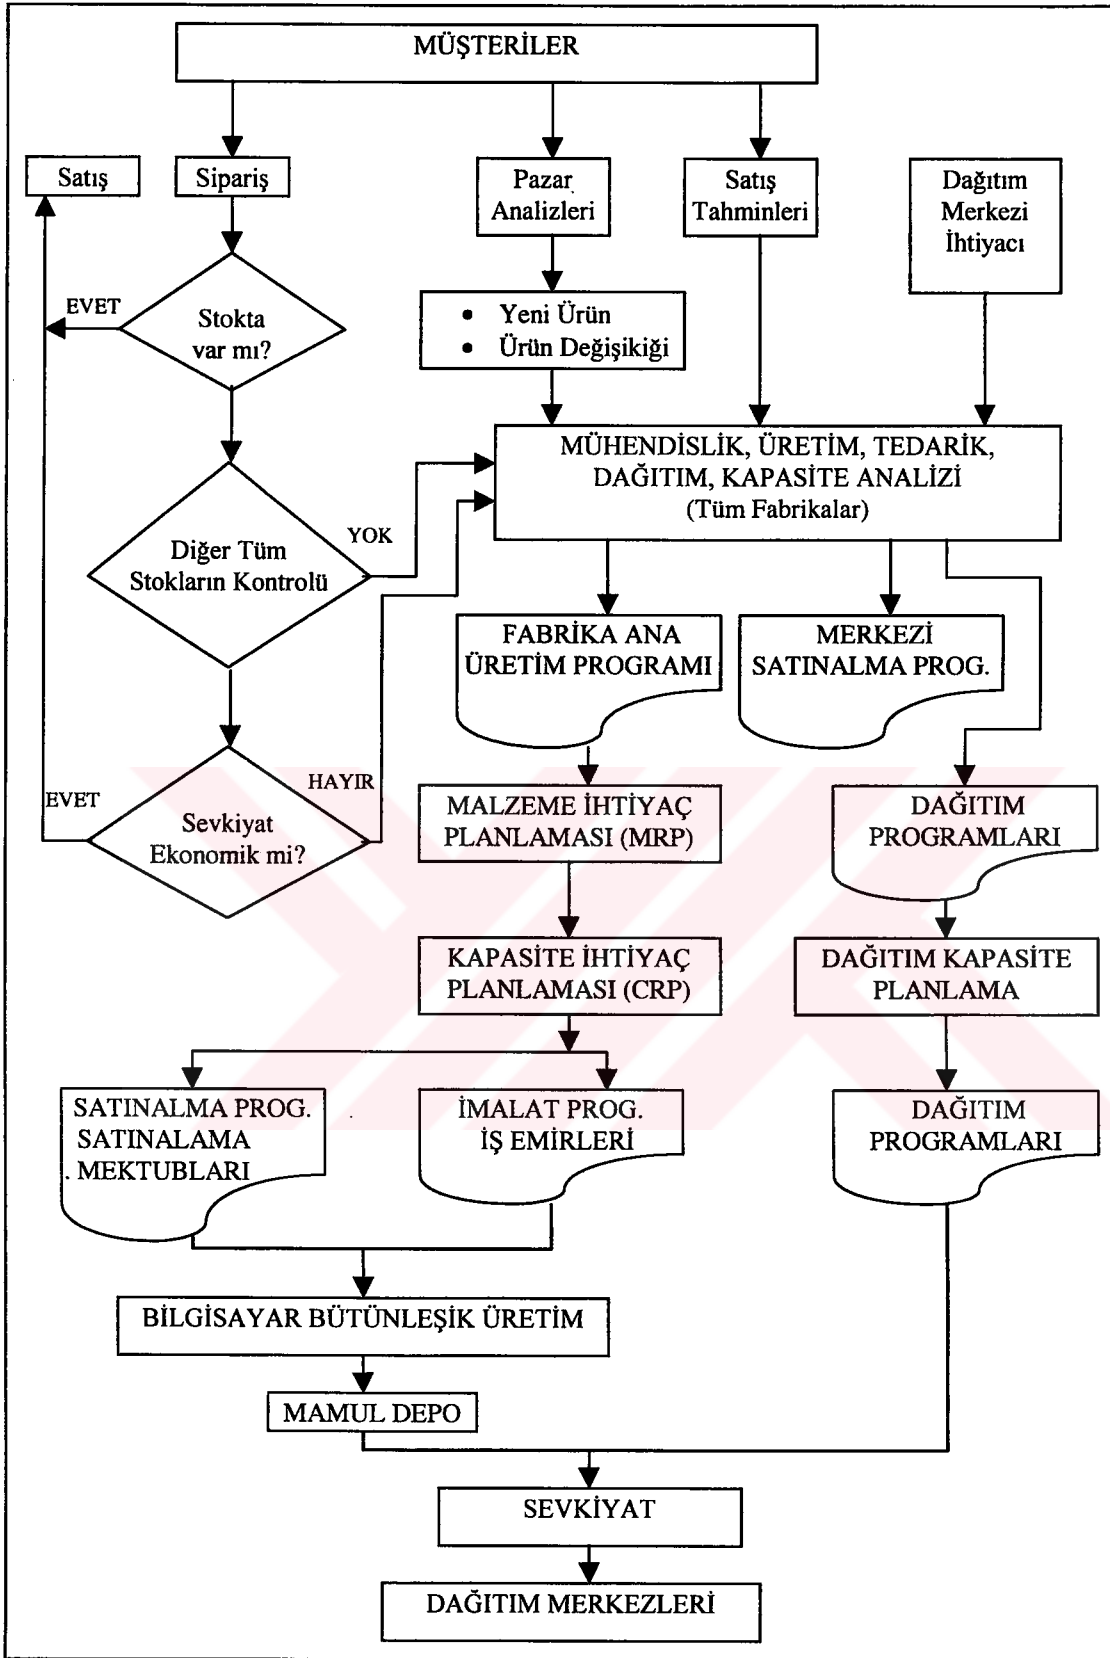 MÜŞTERİLER
Satış
Sipariş
Pazar
Analizleri
Satış
Tahminleri
Dağıtım
Merkezi
İhtiyacı
EVET
Stokta
var mı?
• Yeni Ürün
• Ürün Değişikiği
MÜHENDİSLİK, ÜRETİM, TEDARİK,
DAĞITIM, KAPASİTE ANALİZİ
(Tüm Fabrikalar)
YOK
Diğer Tüm
Stokların Kontrolü
FABRİKA ANA
ÜRETİM PROGRAMI
MERKEZİ
SATINALMA PROG.
EVET
HAYIR
Sevkiyat
Ekonomik mi?
MALZEME İHTİYAÇ
PLANLAMASI (MRP)
DAĞITIM
PROGRAMLARI
KAPASİTE İHTİYAÇ
PLANLAMASI (CRP)
DAĞITIM KAPASİTE
PLANLAMA
SATINALMA PROG.
SATINALAMA
MEKTUBLARI
İMALAT PROG.
İŞ EMİRLERİ
DAĞITIM
PROGRAMLARI
BİLGİSAYAR BÜTÜNLEŞİK ÜRETİM
MAMUL DEPO
SEVKİYAT
DAĞITIM MERKEZLERİ